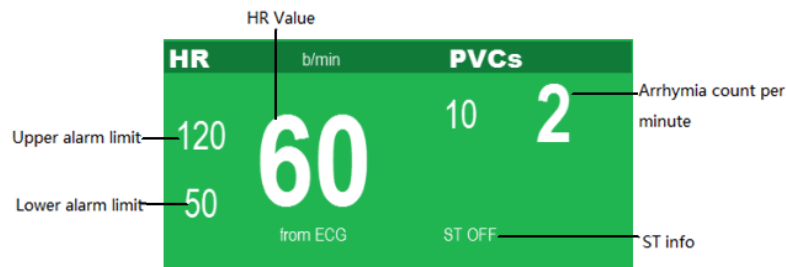 HR Value
HR b/min PVCs
Arrhymia count per
minute
10 2
Upper alarm limit 120
60
Lower alarm limit 50
from ECG ST OFF ST info